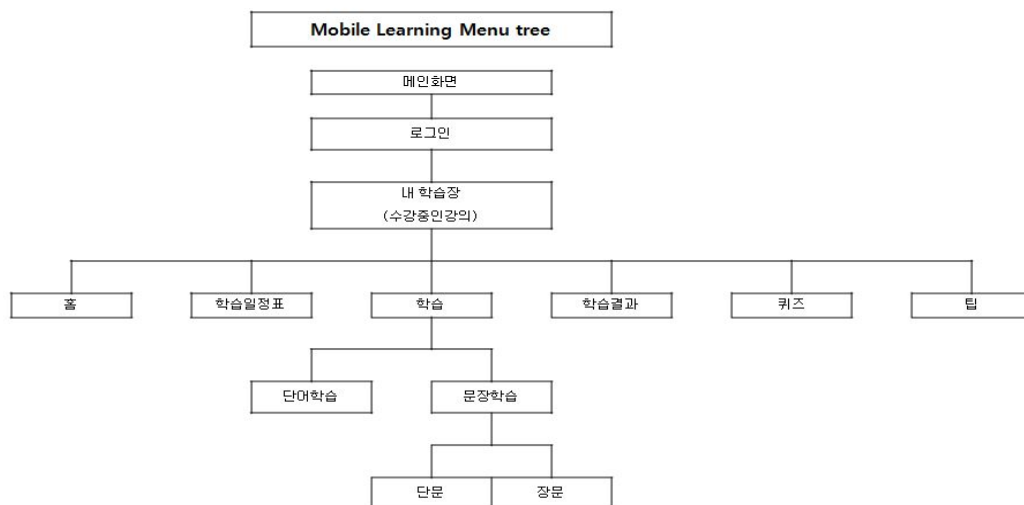 Mobile Learning Menu tree
메인화면
로그인
내 학습장
(수강중인강의)
홈
학습일정표
학습
학습결과
퀴즈
팁
단어학습
문장학습
단문
장문